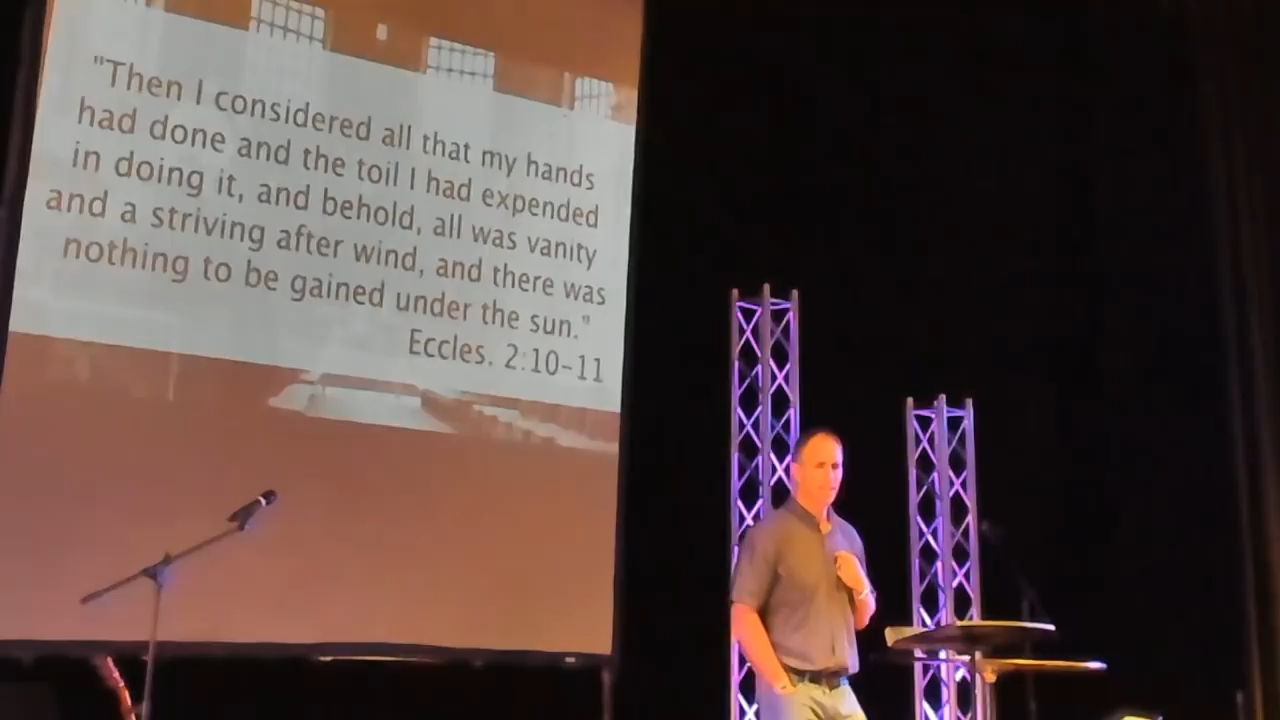 "Then I considered all that my hands
had done and the toil I had expended
in doing it, and behold, all was vanity
and a striving after wind, and there was
nothing to be gained under the sun."
Eccles. 2:10-11